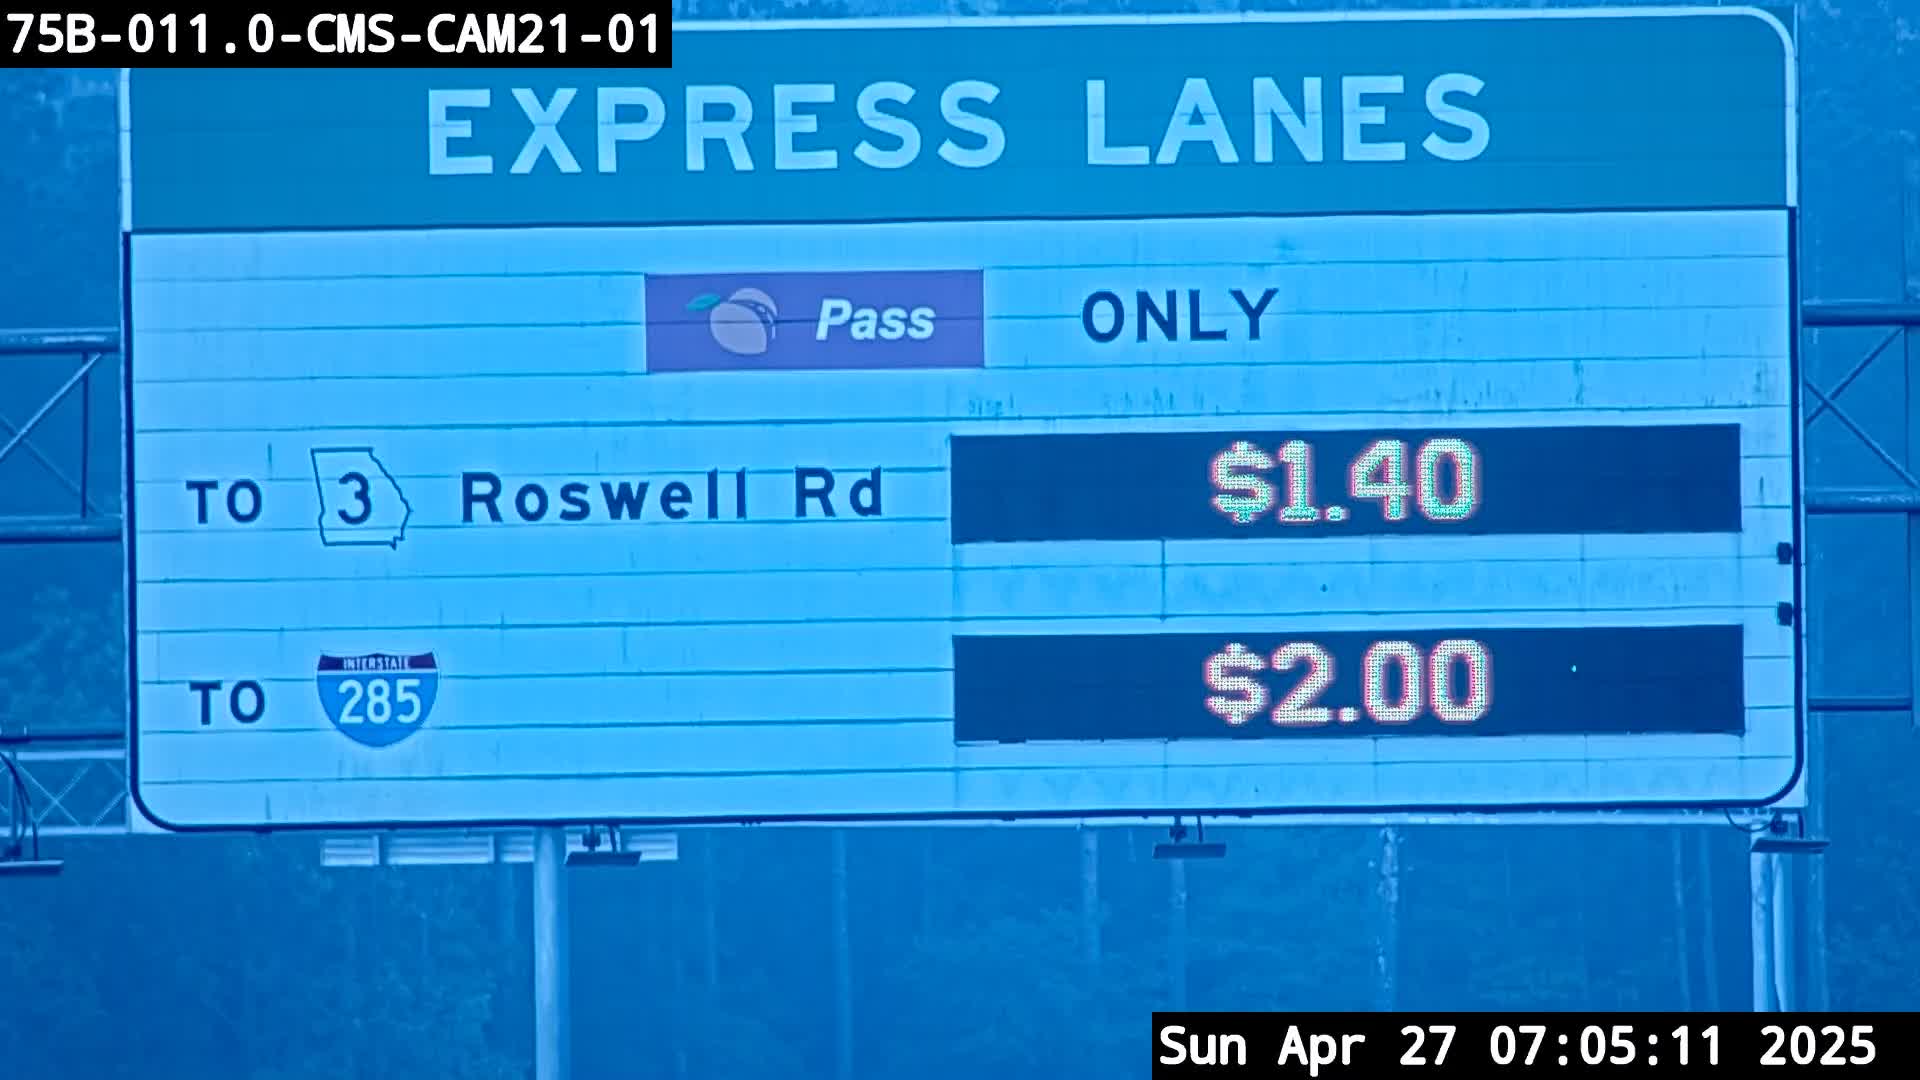 75B-011.0-CMS-CAM21-01
EXPRESS LANES
Pass ONLY
TO 3 Roswell Rd $1.40
INTERSTATE
TO 285 $2.00
Sun Apr 27 07:05:11 2025